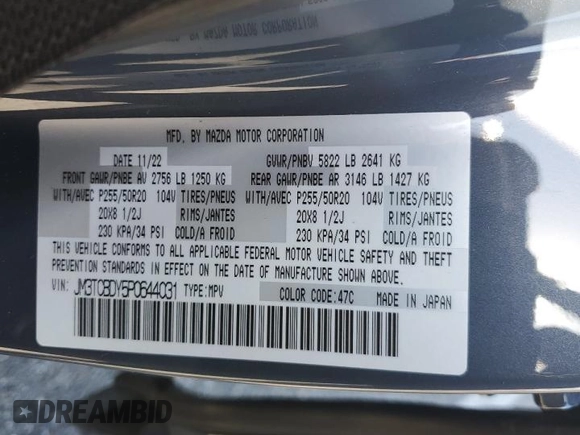 MFD. BY MAZDA MOTOR CORPORATION
DATE 11/22 GVWR/PNBV 5822 LB 2641 KG
FRONT GAWR/PNBE AV 2756 LB 1250 KG REAR GAWR/PNBE AR 3146 LB 1427 KG
WITH/AVEC P255/50R20 104V TIRES/PNEUS WITH/AVEC P255/50R20 104V TIRES/PNEUS
20X8 1/2J RIMS/JANTES 20X8 1/2J RIMS/JANTES
230 KPA/34 PSI COLD/A FROID 230 KPA/34 PSI COLD/A FROID
THIS VEHICLE CONFORMS TO ALL APPLICABLE FEDERAL MOTOR VEHICLE SAFETY AND THEFT
PREVENTION STANDARDS IN EFFECT ON THE DATE OF MANUFACTURE SHOWN ABOVE.
VIN: JM3TCBDY5P0644031 TYPE:MPV COLOR CODE:47C MADE IN JAPAN
DREAMBID